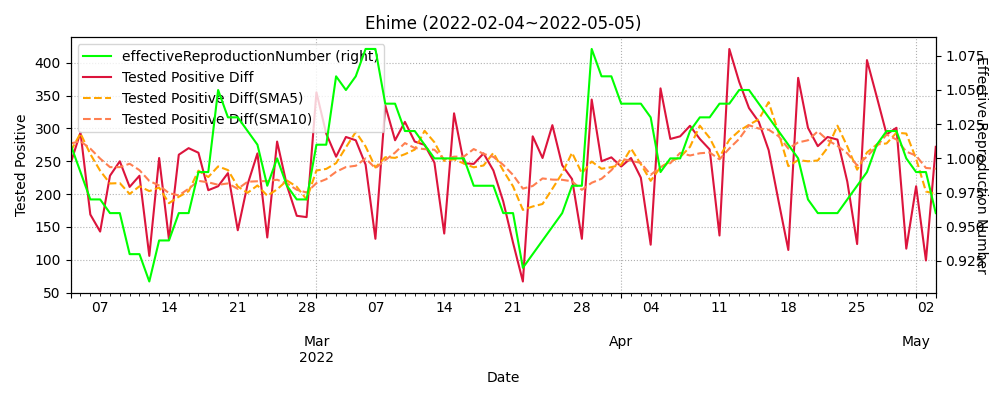 Ehime (2022-02-04~2022-05-05)
effectiveReproductionNumber (right)
Tested Positive Diff
Tested Positive Diff(SMA5)
Tested Positive Diff(SMA10)
Tested Positive
400
350
300
250
200
150
100
50
1.075
1.050
1.025
1.000
0.975
0.950
0.925
Effective Reproduction Number
07 14 21 28 07 14 21 28 04 11 18 25 02
Mar Apr May
2022
Date